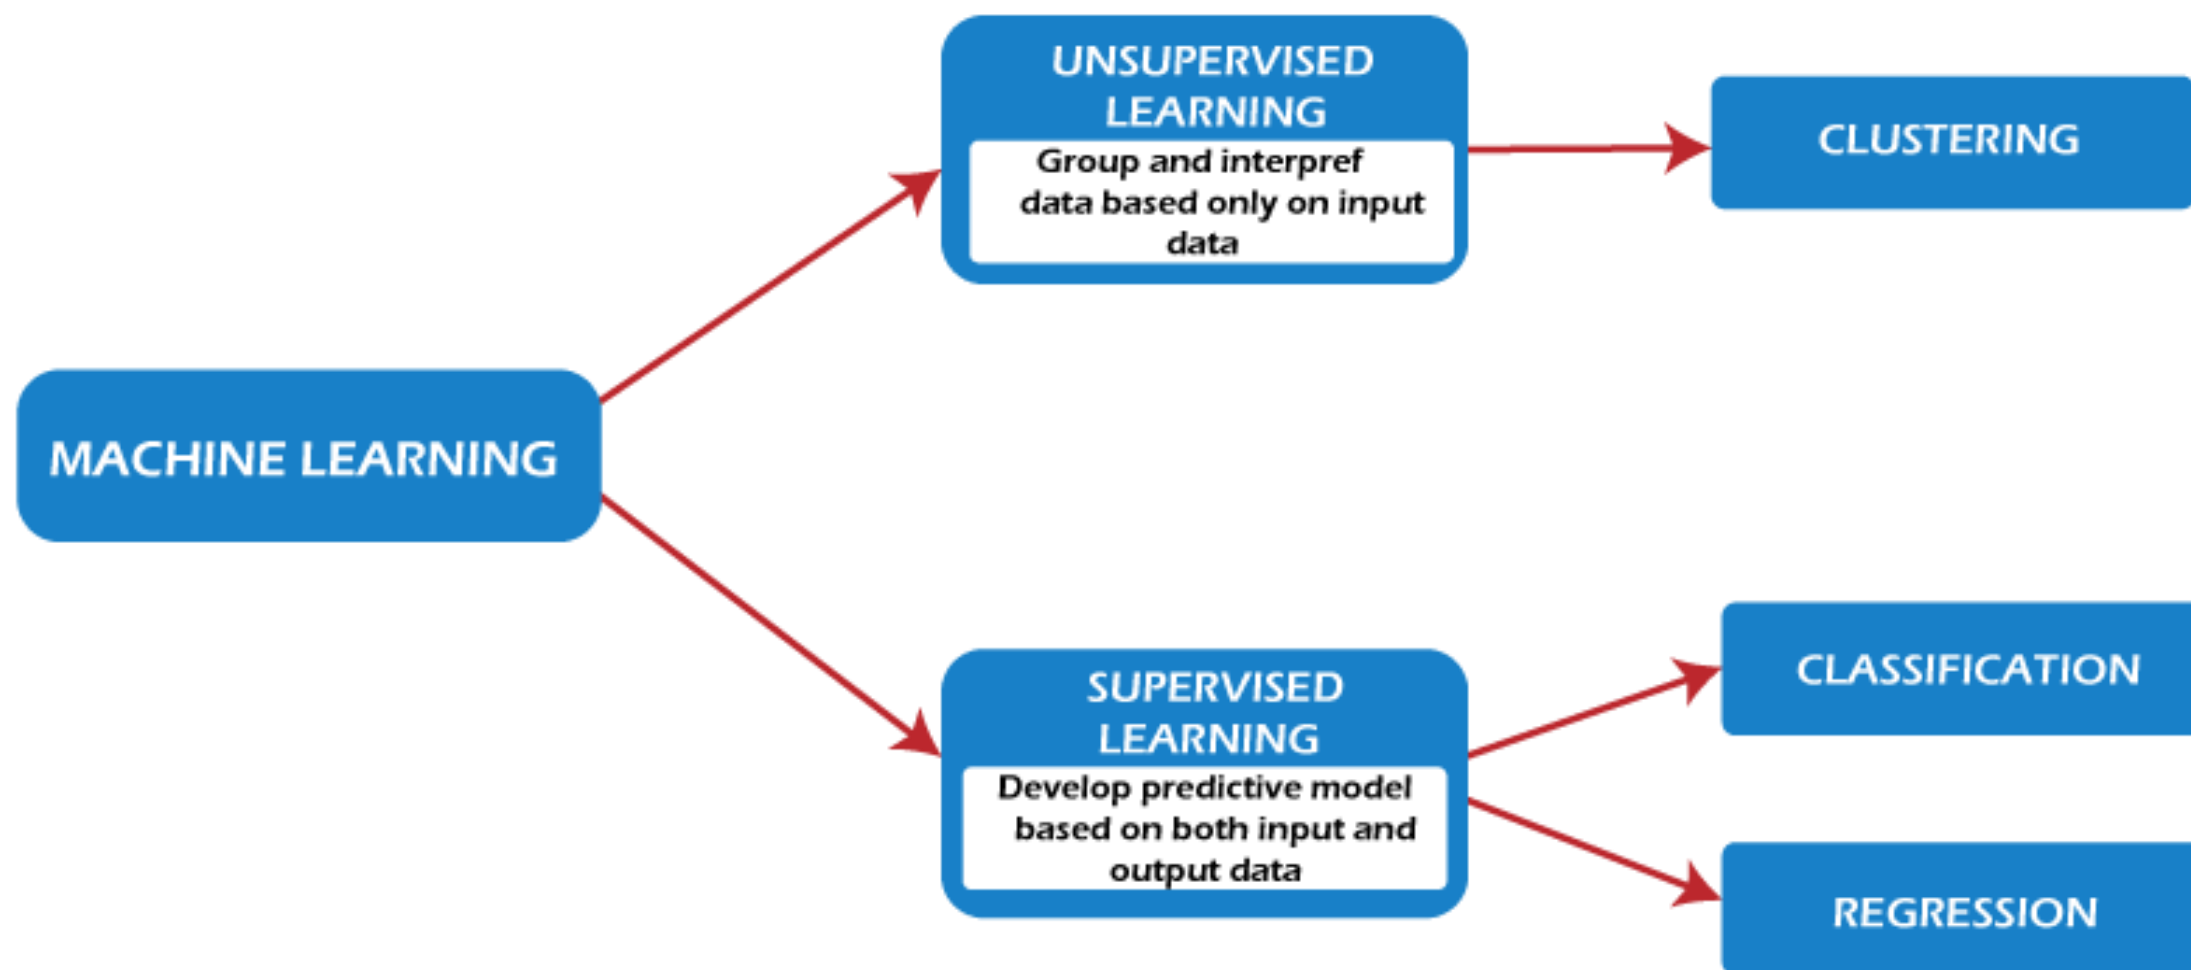 UNSUPERVISED
LEARNING
Group and interpref
data based only on input
data
CLUSTERING
MACHINE LEARNING
SUPERVISED
LEARNING
Develop predictive model
based on both input and
output data
CLASSIFICATION
REGRESSION